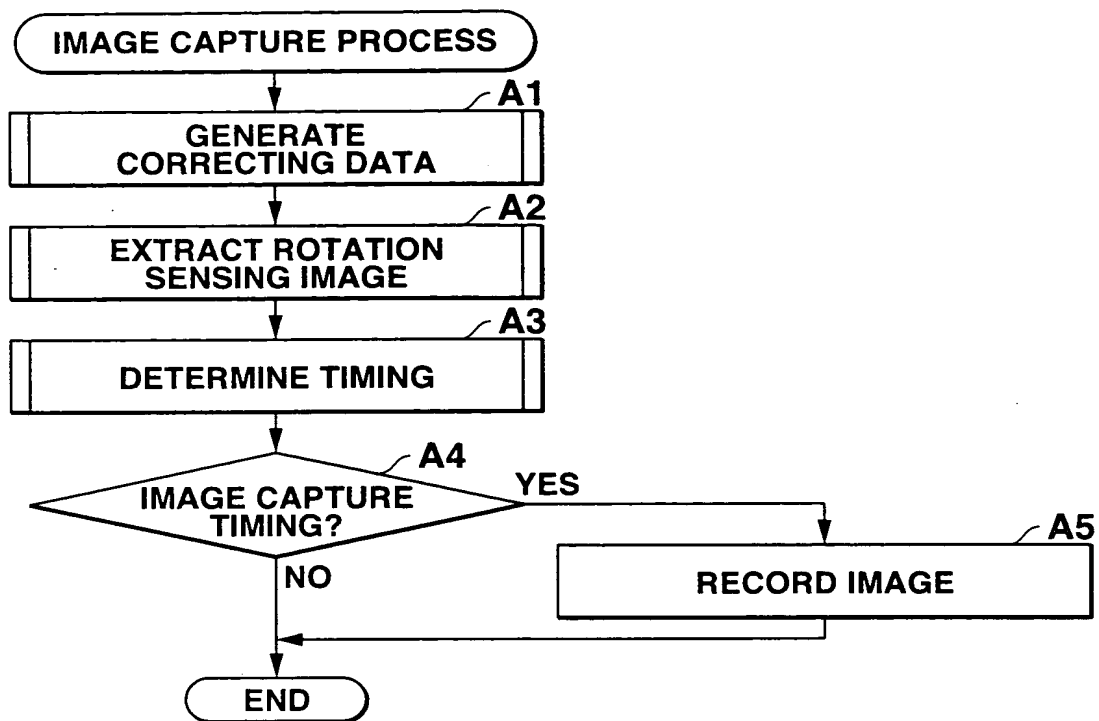 IMAGE CAPTURE PROCESS
A1
GENERATE
CORRECTING DATA
A2
EXTRACT ROTATION
SENSING IMAGE
A3
DETERMINE TIMING
A4
IMAGE CAPTURE
TIMING?
YES
NO
A5
RECORD IMAGE
END